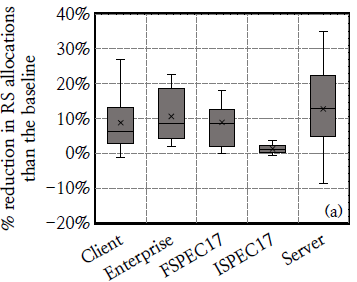 % reduction in RS allocations
than the baseline
40%
30%
20%
10%
0%
−10%
−20%
(a)
Client
Enterprise
FSPEC17
ISPEC17
Server